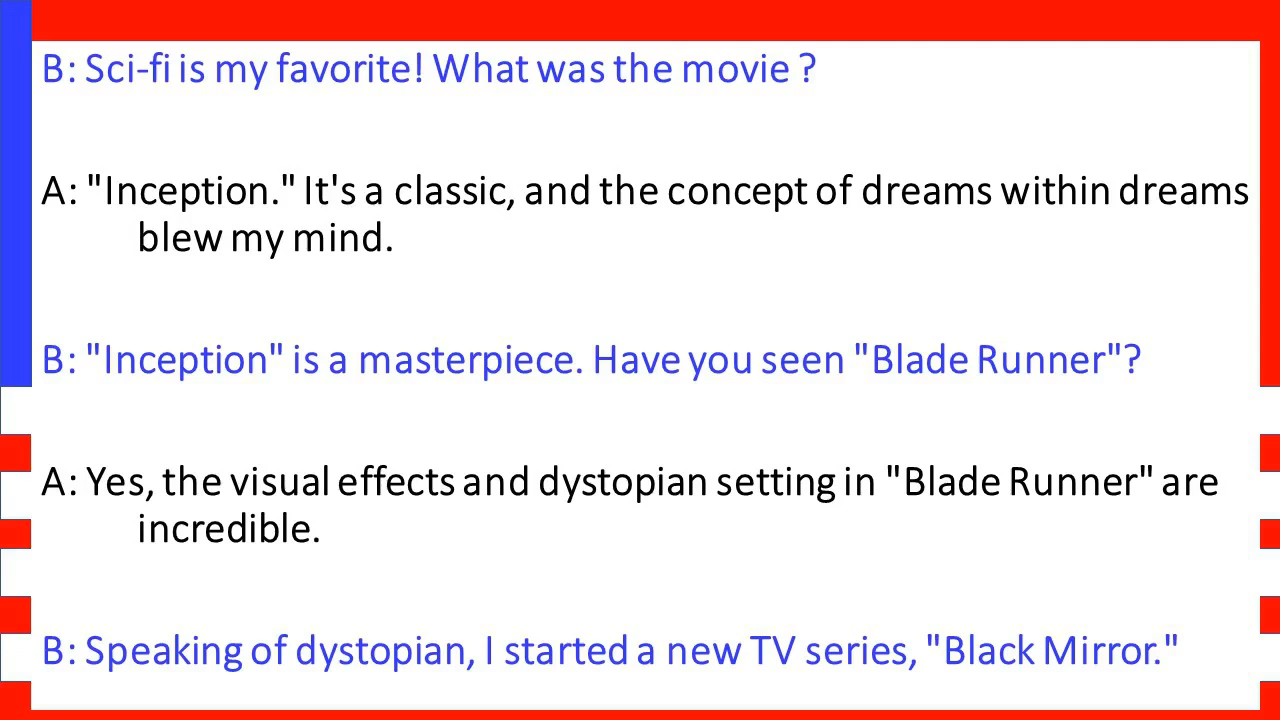 B: Sci-fi is my favorite! What was the movie ?
A: "Inception." It's a classic, and the concept of dreams within dreams
blew my mind.
B: "Inception" is a masterpiece. Have you seen "Blade Runner"?
A: Yes, the visual effects and dystopian setting in "Blade Runner" are
incredible.
B: Speaking of dystopian, I started a new TV series, "Black Mirror."